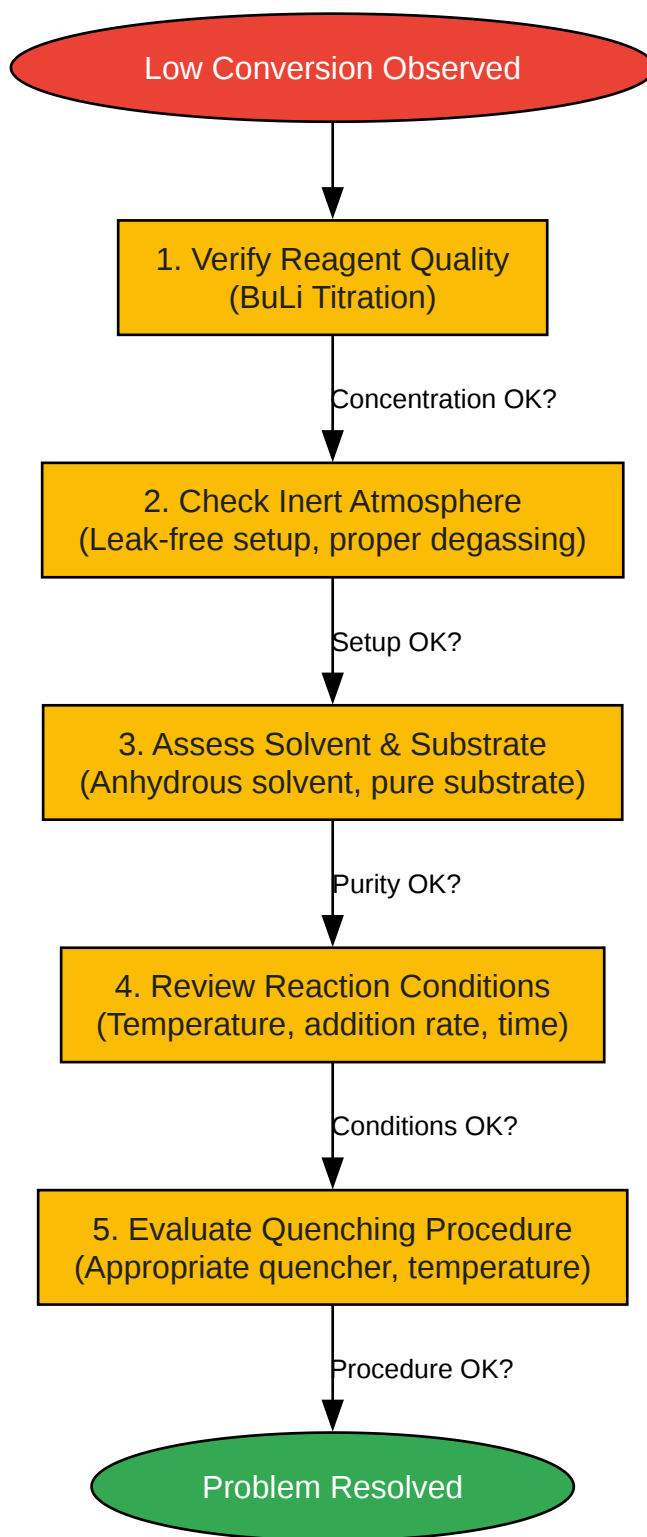 Low Conversion Observed
1. Verify Reagent Quality
(BuLi Titration)
Concentration OK?
2. Check Inert Atmosphere
(Leak-free setup, proper degassing)
Setup OK?
3. Assess Solvent & Substrate
(Anhydrous solvent, pure substrate)
Purity OK?
4. Review Reaction Conditions
(Temperature, addition rate, time)
Conditions OK?
5. Evaluate Quenching Procedure
(Appropriate quencher, temperature)
Procedure OK?
Problem Resolved